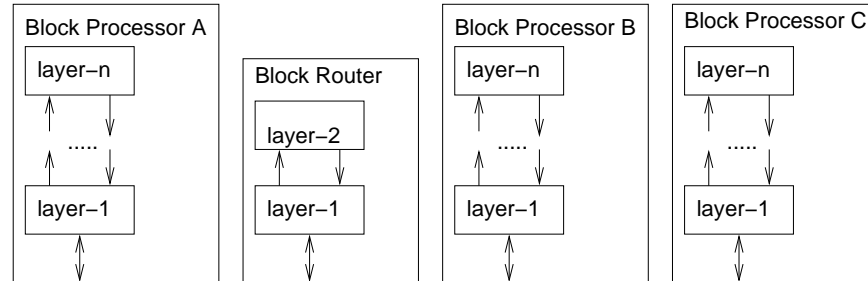 Block Processor A
layer-n
.....
layer-1
Block Router
layer-2
layer-1
Block Processor B
layer-n
.....
layer-1
Block Processor C
layer-n
.....
layer-1